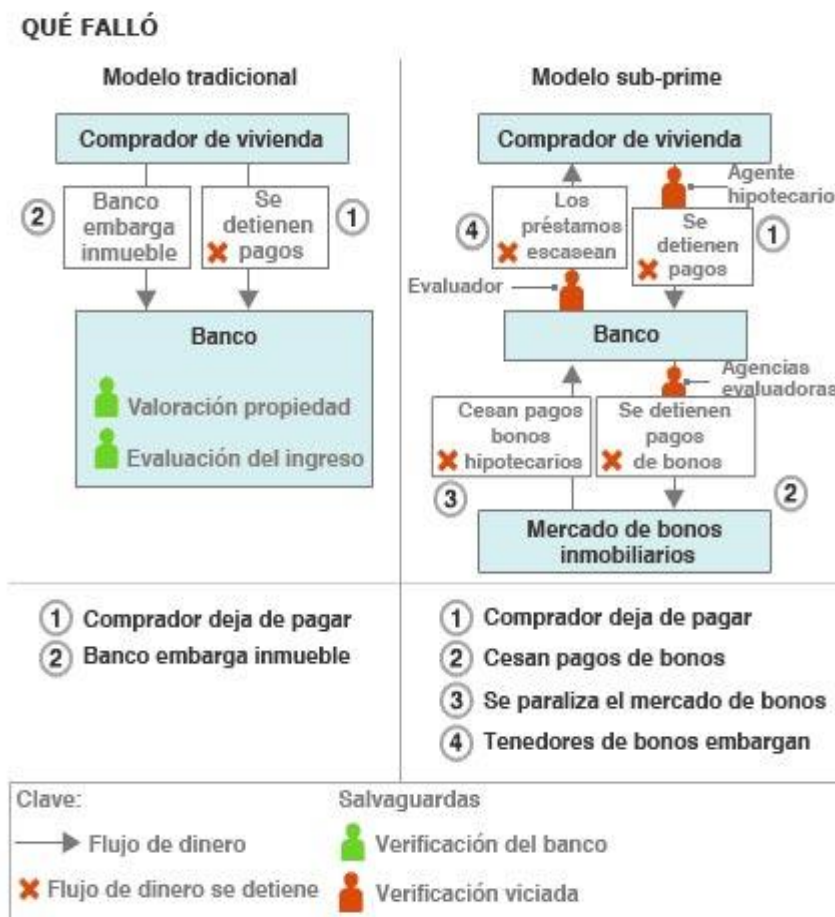 QUÉ FALLÓ
Modelo tradicional
Comprador de vivienda
2
Banco
embarga
inmueble
Se
detienen
pagos
1
Banco
Valoración propiedad
Evaluación del ingreso
1 Comprador deja de pagar
2 Banco embarga inmueble
Modelo sub-prime
Comprador de vivienda
Agente
hipotecario
4
Los
préstamos
escasean
Se
detienen
pagos
1
Evaluador
Banco
Agencias
evaluadoras
Cesan pagos
bonos
hipotecarios
Se detienen
pagos
de bonos
3
2
Mercado de bonos
inmobiliarios
1 Comprador deja de pagar
2 Cesan pagos de bonos
3 Se paraliza el mercado de bonos
4 Tenedores de bonos embargan
Clave:
Flujo de dinero
Flujo de dinero se detiene
Salvaguardas
Verificación del banco
Verificación viciada